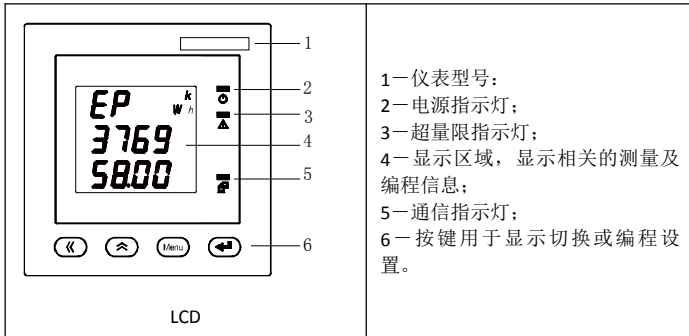 1
2
3
4
5
6
EP
k
W h
3769
58.00
Menu
LCD
1－仪表型号：
2－电源指示灯；
3－超量限指示灯；
4－显示区域，显示相关的测量及
编程信息；
5－通信指示灯；
6－按键用于显示切换或编程设
置。